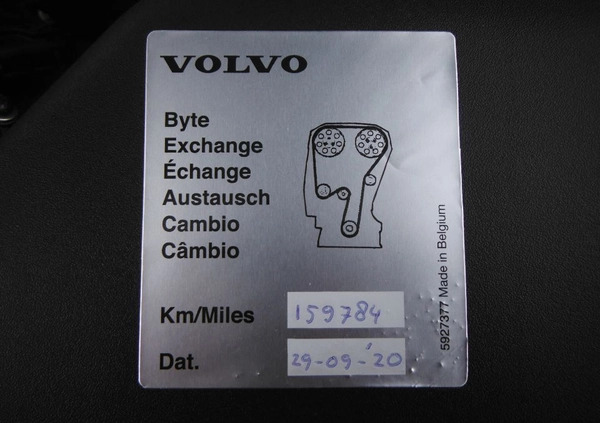 VOLVO
Byte
Exchange
Échange
Austausch
Cambio
Câmbio
Km/Miles 159784
Dat. 29-09-'20
5927377 Made in Belgium